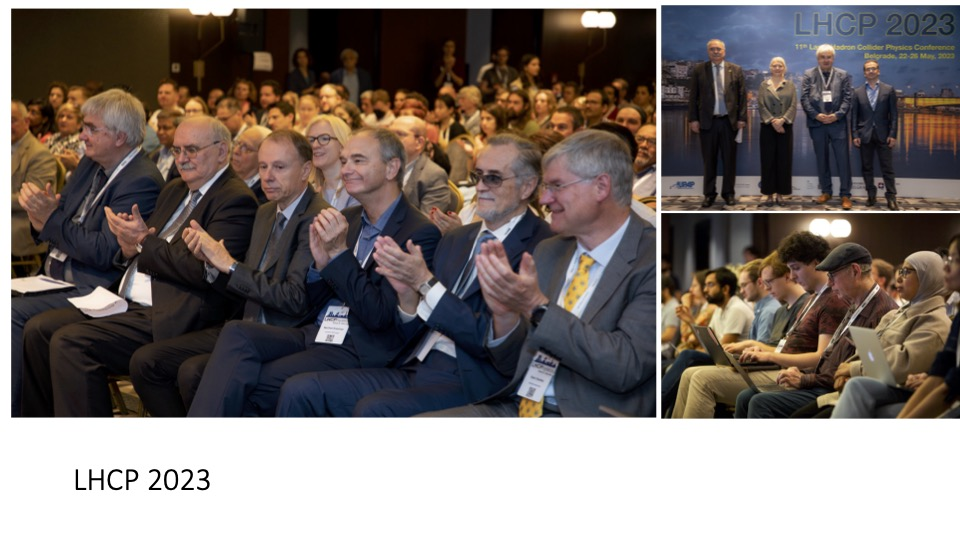 LHCP 2023
11th Large Hadron Collider Physics Conference
Belgrade, 22-26 May, 2023
LHCP 2023